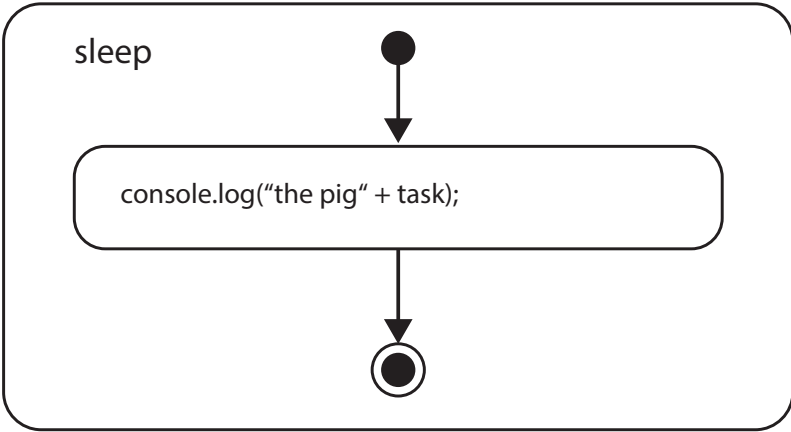 sleep
console.log(“the pig“ + task);